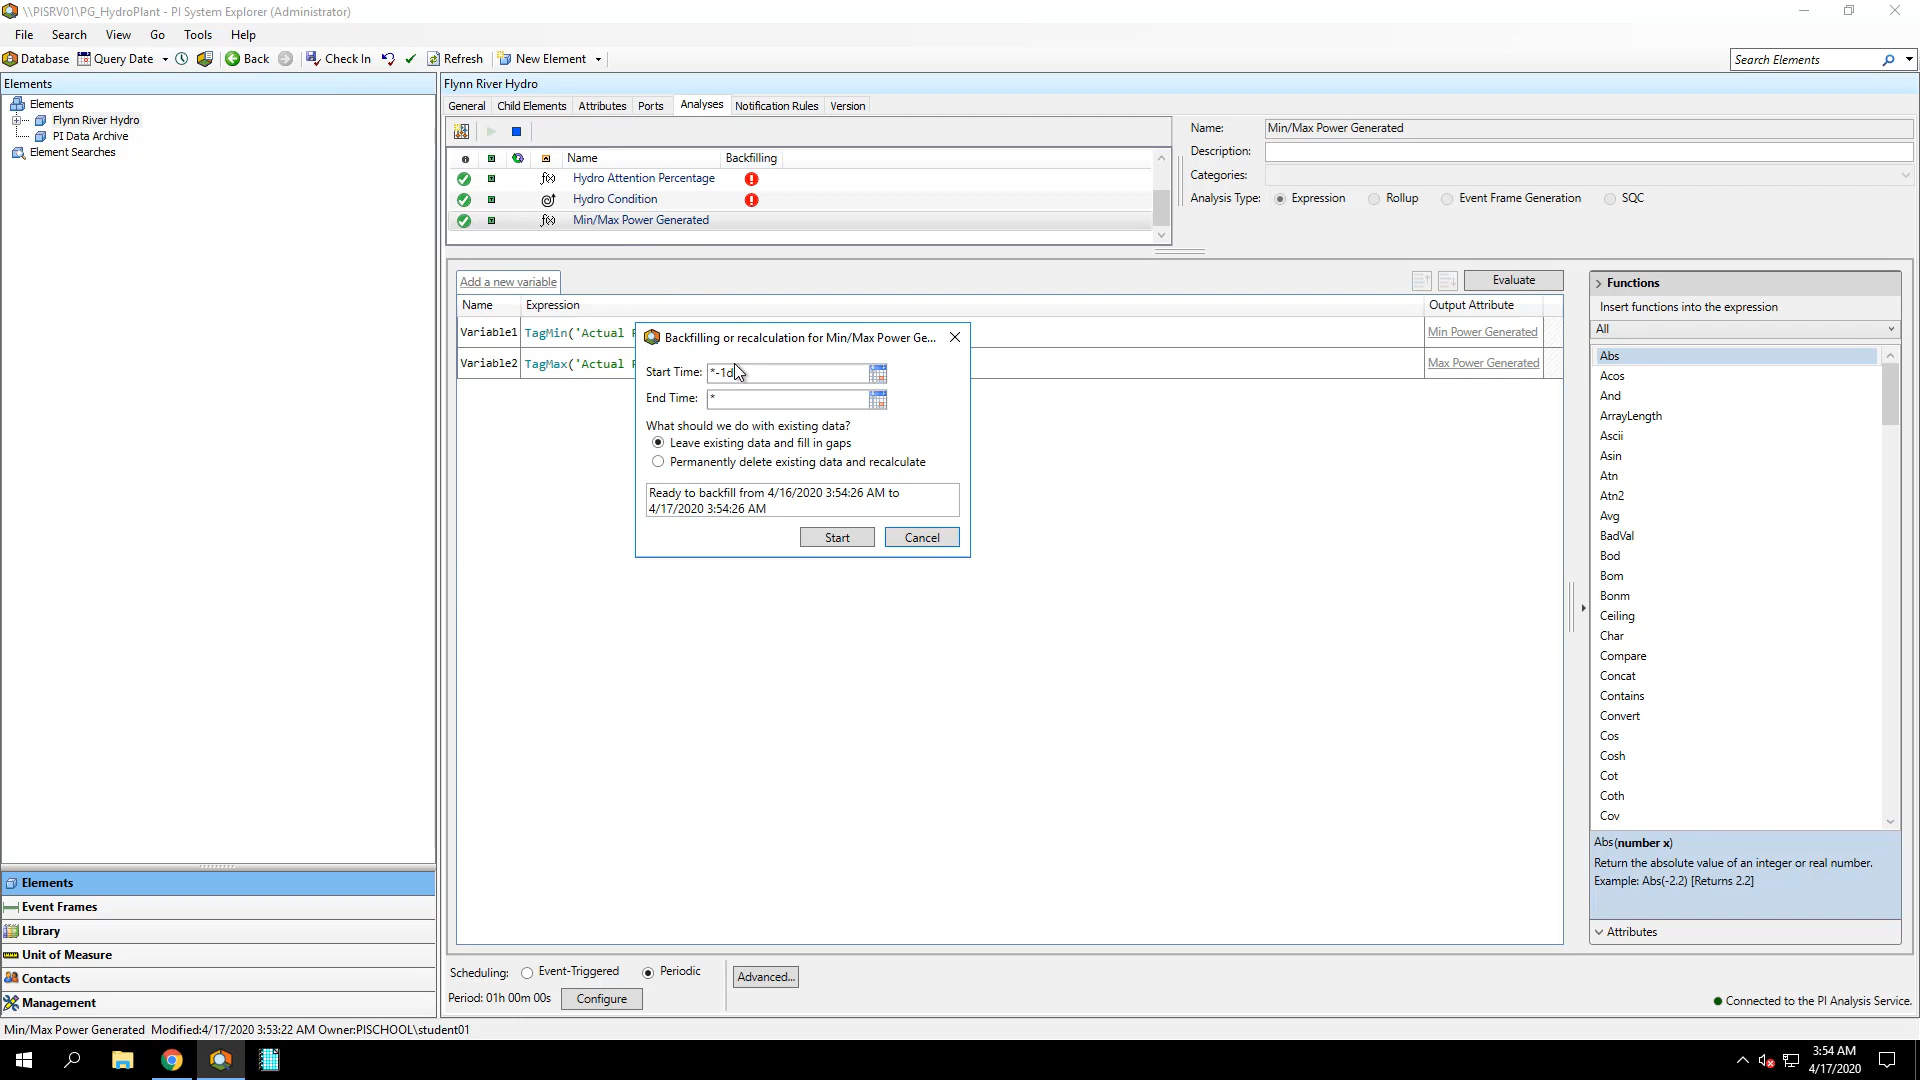 \\PISRV01\PG_HydroPlant - PI System Explorer (Administrator)
File Search View Go Tools Help
Database Query Date Back Check In Refresh New Element
Search Elements
Elements
Elements
Flynn River Hydro
PI Data Archive
Element Searches
Elements
Event Frames
Library
Unit of Measure
Contacts
Management
Flynn River Hydro
General Child Elements Attributes Ports Analyses Notification Rules Version
Name Backfilling
f(x) Hydro Attention Percentage
Hydro Condition
f(x) Min/Max Power Generated
Name: Min/Max Power Generated
Description:
Categories:
Analysis Type: Expression Rollup Event Frame Generation SQC
Add a new variable
Evaluate
Name Expression Output Attribute
Variable1 TagMin('Actual Min Power Generated
Variable2 TagMax('Actual Max Power Generated
Backfilling or recalculation for Min/Max Power Ge...
Start Time: *-1d
End Time: *
What should we do with existing data?
Leave existing data and fill in gaps
Permanently delete existing data and recalculate
Ready to backfill from 4/16/2020 3:54:26 AM to
4/17/2020 3:54:26 AM
Start Cancel
Functions
Insert functions into the expression
All
Abs
Acos
And
ArrayLength
Ascii
Asin
Atn
Atn2
Avg
BadVal
Bod
Bom
Bonm
Ceiling
Char
Compare
Concat
Contains
Convert
Cos
Cosh
Cot
Coth
Cov
Abs(number x)
Return the absolute value of an integer or real number.
Example: Abs(-2.2) [Returns 2.2]
Attributes
Scheduling: Event-Triggered Periodic
Advanced...
Period: 01h 00m 00s Configure
Connected to the PI Analysis Service.
Min/Max Power Generated Modified:4/17/2020 3:53:22 AM Owner:PISCHOOL\student01
3:54 AM
4/17/2020